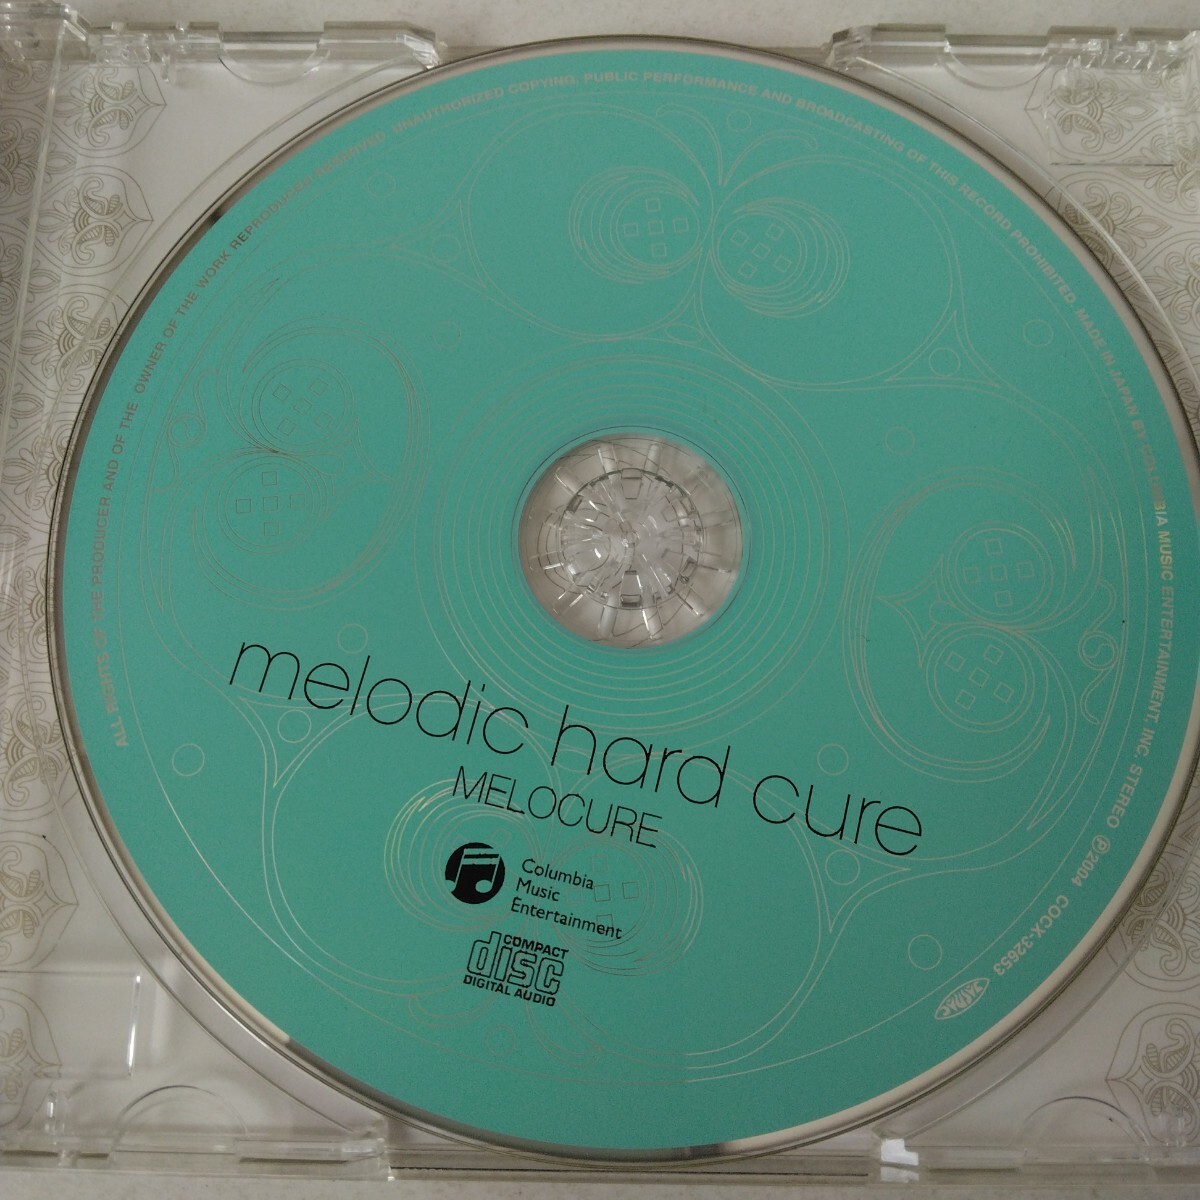 ALL RIGHTS OF THE PRODUCER AND OF THE OWNER OF THE WORK REPRODUCED RESERVED. UNAUTHORIZED COPYING, PUBLIC PERFORMANCE AND BROADCASTING OF THIS RECORD PROHIBITED. MADE IN JAPAN BY COLUMBIA MUSIC ENTERTAINMENT, INC. STEREO Ⓟ2004 COCX-32653
JASRAC
melodic hard cure
MELOCURE
Columbia
Music
Entertainment
COMPACT
disc
DIGITAL AUDIO